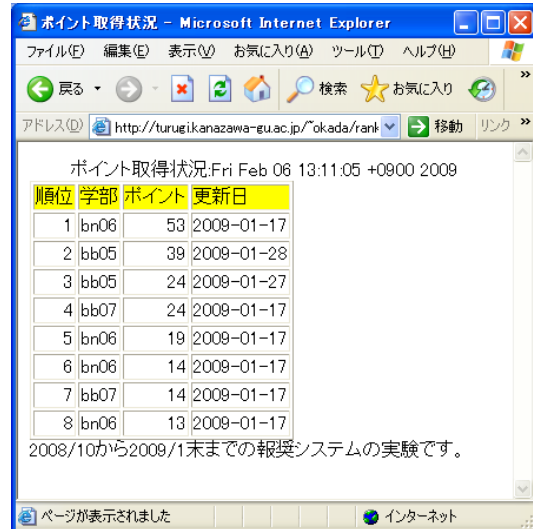 ポイント取得状況 - Microsoft Internet Explorer
ファイル(F) 編集(E) 表示(V) お気に入り(A) ツール(T) ヘルプ(H)
戻る 検索 お気に入り »
アドレス(D) http://turugi.kanazawa-gu.ac.jp/~okada/rank 移動 リンク »
ポイント取得状況:Fri Feb 06 13:11:05 +0900 2009
順位 学部 ポイント 更新日
1 bn06 53 2009-01-17
2 bb05 39 2009-01-28
3 bb05 24 2009-01-27
4 bb07 24 2009-01-17
5 bn06 19 2009-01-17
6 bn06 14 2009-01-17
7 bb07 14 2009-01-17
8 bn06 13 2009-01-17
2008/10から2009/1末までの報奨システムの実験です。
ページが表示されました インターネット